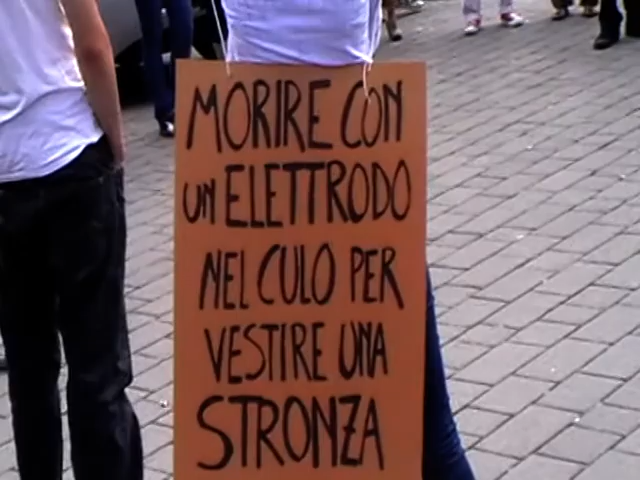 MORIRE CON
UN ELETTRODO
NEL CULO PER
VESTIRE UNA
STRONZA